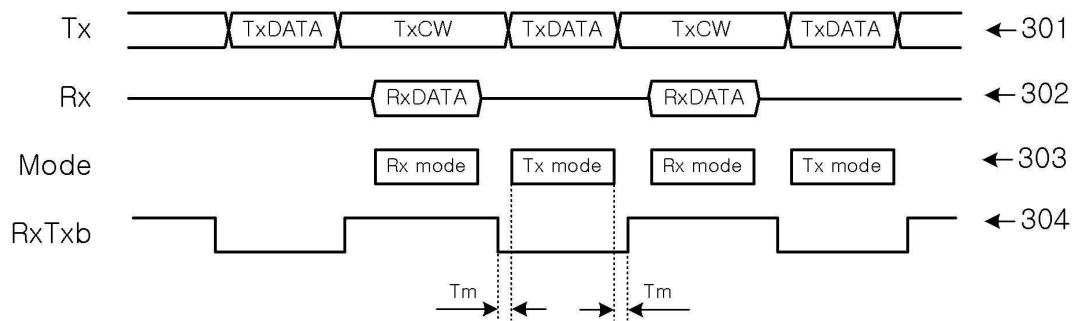 Tx TxDATA TxCW TxDATA TxCW TxDATA 301
Rx RxDATA RxDATA 302
Mode Rx mode Tx mode Rx mode Tx mode 303
RxTxb 304
Tm Tm